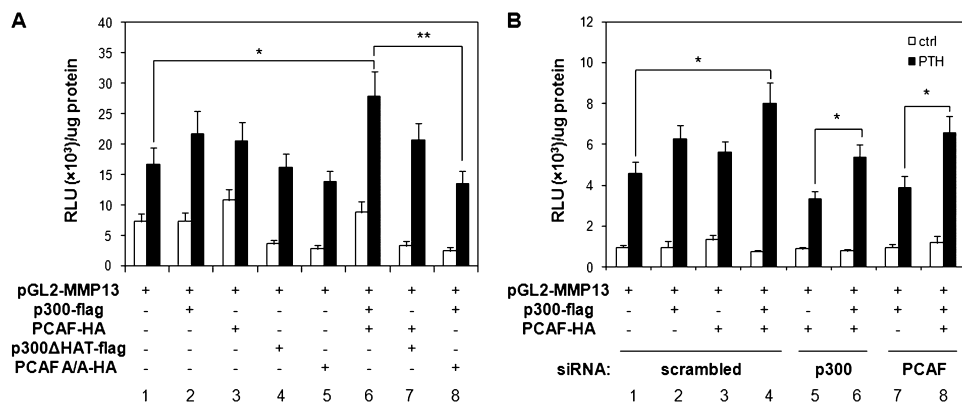 A
RLU (×10³)/ug protein
40
35
30
25
20
15
10
5
0
*
**
pGL2-MMP13 + + + + + + + +
p300-flag - + - - - + - +
PCAF-HA - - + - - + + -
p300ΔHAT-flag - - - + - - + -
PCAF A/A-HA - - - - + - - +
1 2 3 4 5 6 7 8
B
RLU (×10³)/ug protein
12
10
8
6
4
2
0
ctrl
PTH
*
*
*
pGL2-MMP13 + + + + + + + +
p300-flag - + - + - + + +
PCAF-HA - - + + + + - +
siRNA: scrambled p300 PCAF
1 2 3 4 5 6 7 8